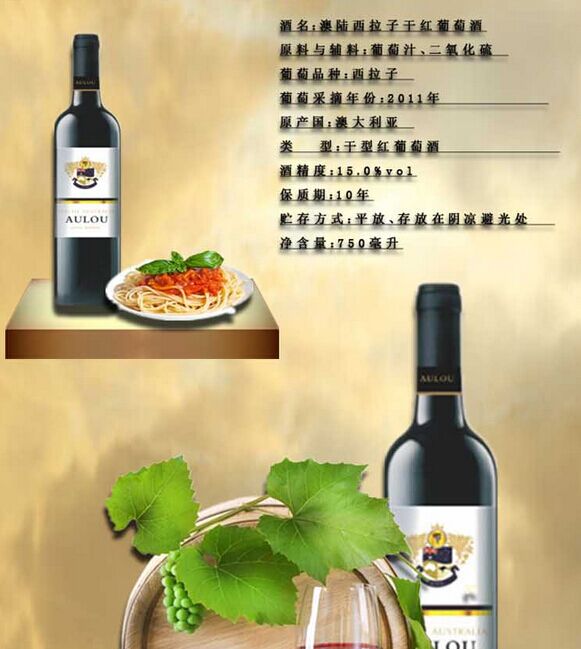 酒名:澳陆西拉子干红葡萄酒
原料与辅料:葡萄汁、二氧化硫
葡萄品种:西拉子
葡萄采摘年份:2011年
原产国:澳大利亚
类 型:干型红葡萄酒
酒精度:15.0%vol
保质期:10年
贮存方式:平放、存放在阴凉避光处
净含量:750毫升
AULOU
AUSTRALIA
AULOU
AULOU
AUSTRALIA